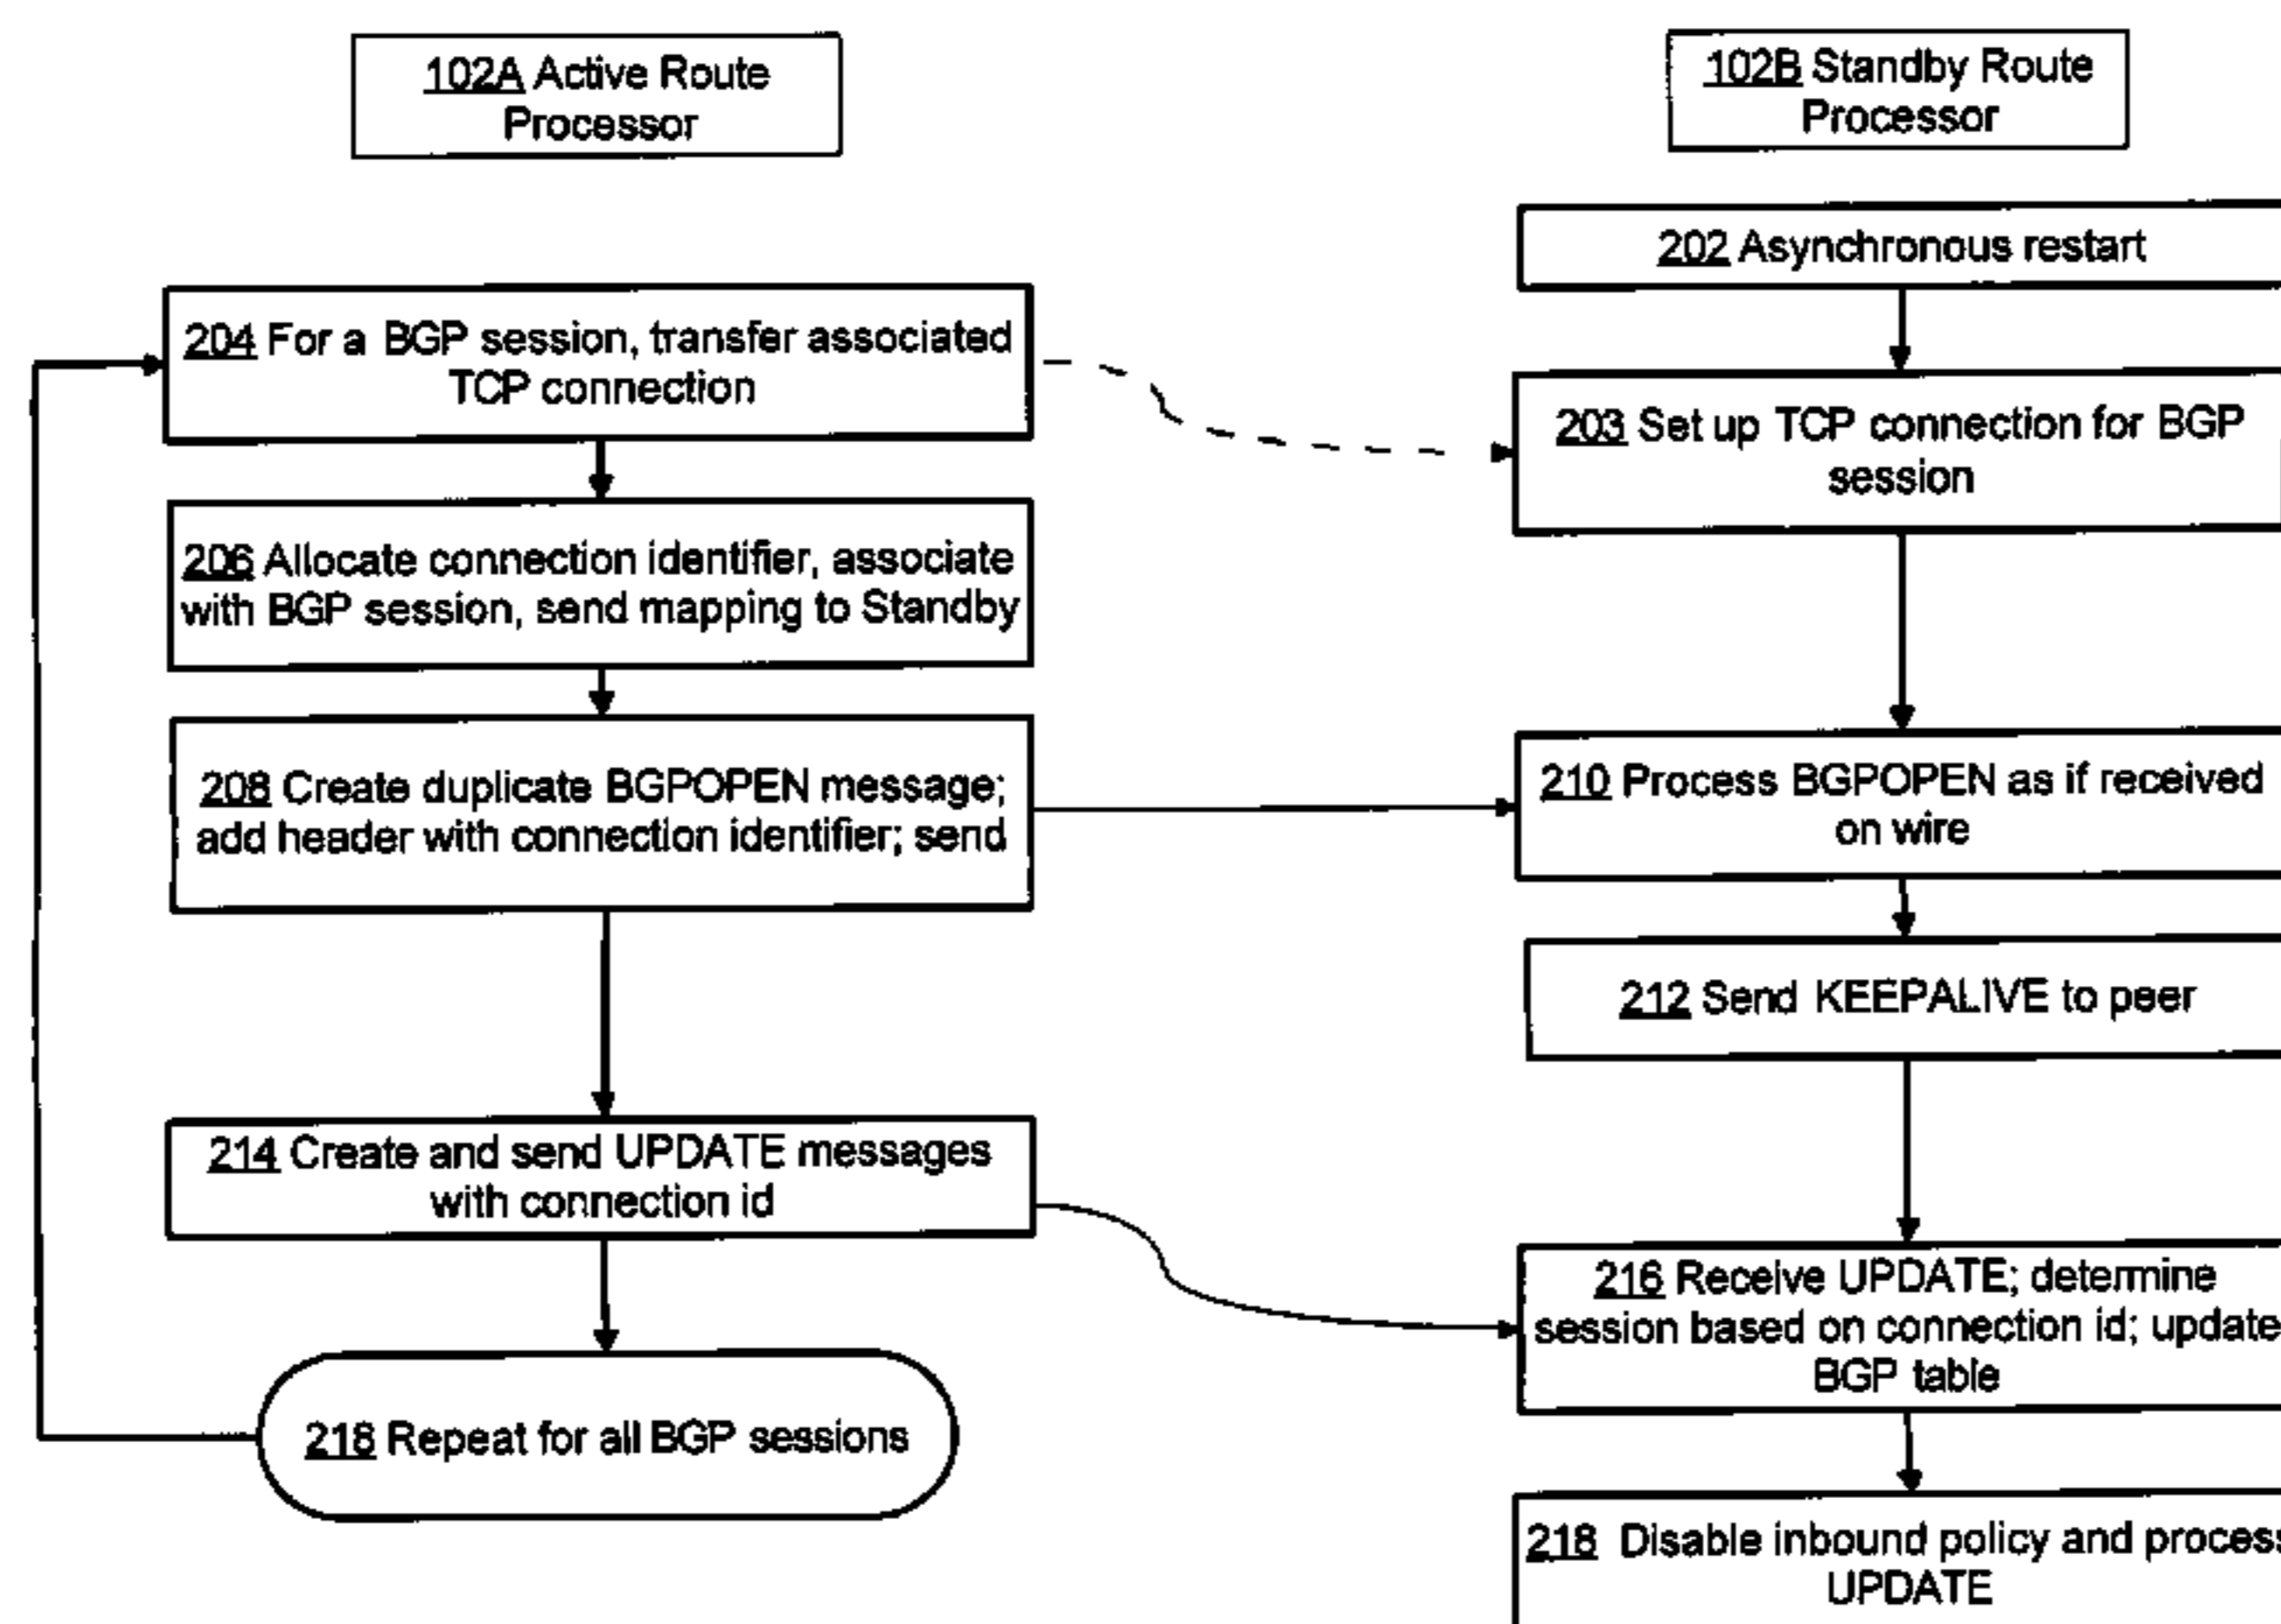 102A Active Route
Processor
102B Standby Route
Processor
202 Asynchronous restart
204 For a BGP session, transfer associated
TCP connection
203 Set up TCP connection for BGP
session
206 Allocate connection identifier, associate
with BGP session, send mapping to Standby
208 Create duplicate BGPOPEN message;
add header with connection identifier; send
210 Process BGPOPEN as if received
on wire
212 Send KEEPALIVE to peer
214 Create and send UPDATE messages
with connection id
216 Receive UPDATE; determine
session based on connection id; update
BGP table
218 Repeat for all BGP sessions
218 Disable inbound policy and process
UPDATE